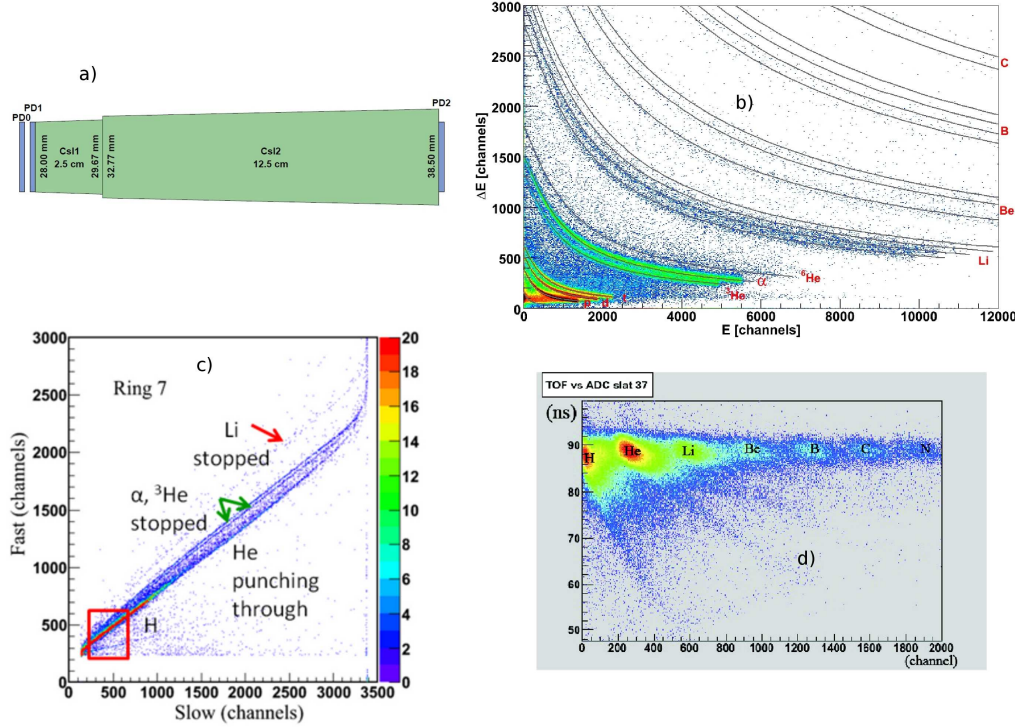 a)
PD1
PD0
PD2
28.00 mm
CsI1
2.5 cm
29.67 mm
32.77 mm
CsI2
12.5 cm
38.50 mm
b)
ΔE [channels]
3000
2500
2000
1500
1000
500
0
0
2000
4000
6000
8000
10000
12000
E [channels]
C
B
Be
Li
⁶He
α
³He
t
d
p
c)
Ring 7
Fast (channels)
3000
2500
2000
1500
1000
500
0
0
500
1000
1500
2000
2500
3000
3500
Slow (channels)
Li
stopped
α, ³He
stopped
He
punching
through
H
20
18
16
14
12
10
8
6
4
2
0
TOF vs ADC slat 37
(ns)
90
80
70
60
50
H
He
Li
Be
B
C
N
d)
0
200
400
600
800
1000
1200
1400
1600
1800
2000
(channel)